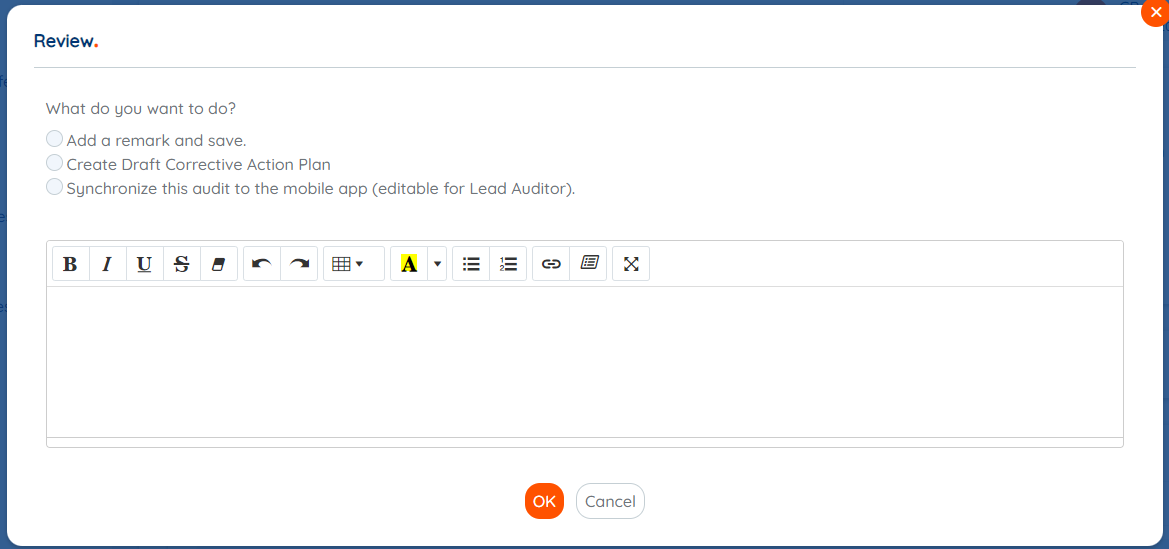 Review.
What do you want to do?
Add a remark and save.
Create Draft Corrective Action Plan
Synchronize this audit to the mobile app (editable for Lead Auditor).
B I U S A
OK Cancel